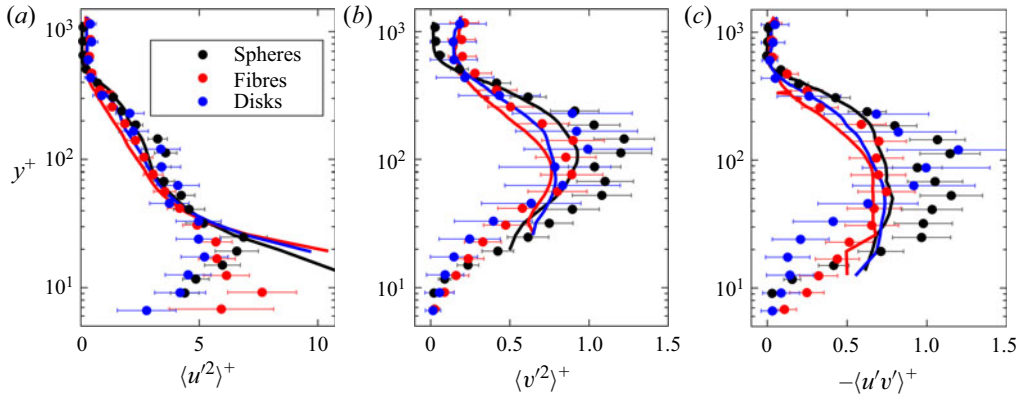 (a) (b) (c)
10³ 10³ 10³
Spheres
Fibres
Disks
y⁺ 10² 10² 10²
10¹ 10¹ 10¹
0 5 10 0 0.5 1.0 1.5 0 0.5 1.0 1.5
⟨u′²⟩⁺ ⟨v′²⟩⁺ −⟨u′v′⟩⁺